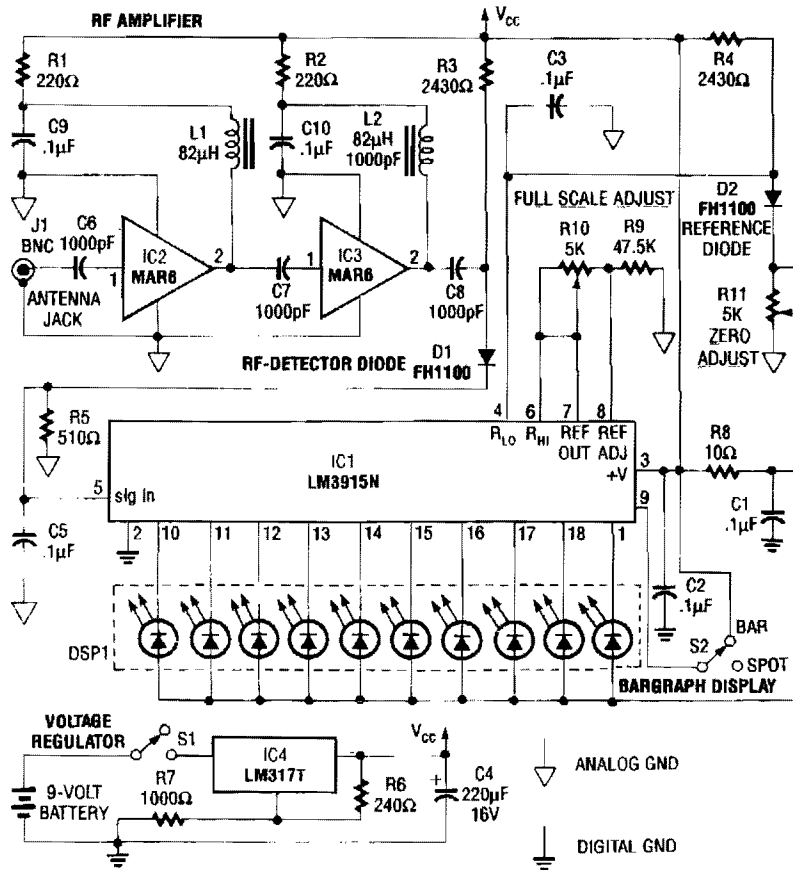 RF AMPLIFIER
VCC
R1
220Ω
R2
220Ω
R3
2430Ω
C3
.1µF
R4
2430Ω
C9
.1µF
L1
82µH
C10
.1µF
L2
82µH
1000pF
FULL SCALE ADJUST
D2
FH1100
REFERENCE
DIODE
J1
BNC
C6
1000pF
1
IC2
MAR6
2
C7
1000pF
1
IC3
MAR6
2
C8
1000pF
R10
5K
R9
47.5K
ANTENNA
JACK
R11
5K
ZERO
ADJUST
RF-DETECTOR DIODE
D1
FH1100
R5
510Ω
4
6
7
8
RLO
RHI
REF
OUT
REF
ADJ
+V
3
9
IC1
LM3915N
R8
10Ω
5
sig in
C5
.1µF
C1
.1µF
2
10
11
12
13
14
15
16
17
18
1
C2
.1µF
DSP1
BAR
S2
SPOT
BARGRAPH DISPLAY
VOLTAGE
REGULATOR
S1
IC4
LM317T
VCC
9-VOLT
BATTERY
R7
1000Ω
R6
240Ω
+
C4
220µF
16V
ANALOG GND
DIGITAL GND